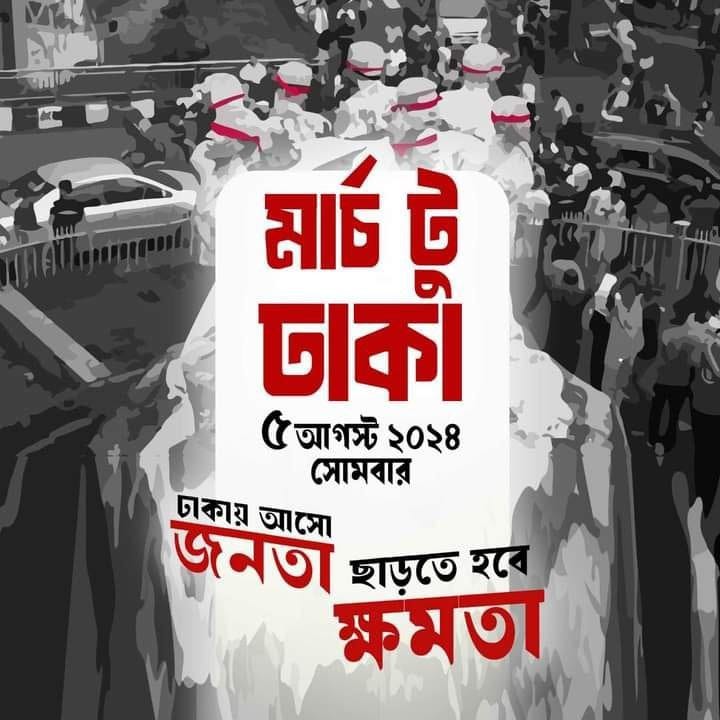 মার্চ টু
ঢাকা
৫ আগস্ট ২০২৪
সোমবার
ঢাকায় আসো
জনতা
ছাড়তে হবে
ক্ষমতা